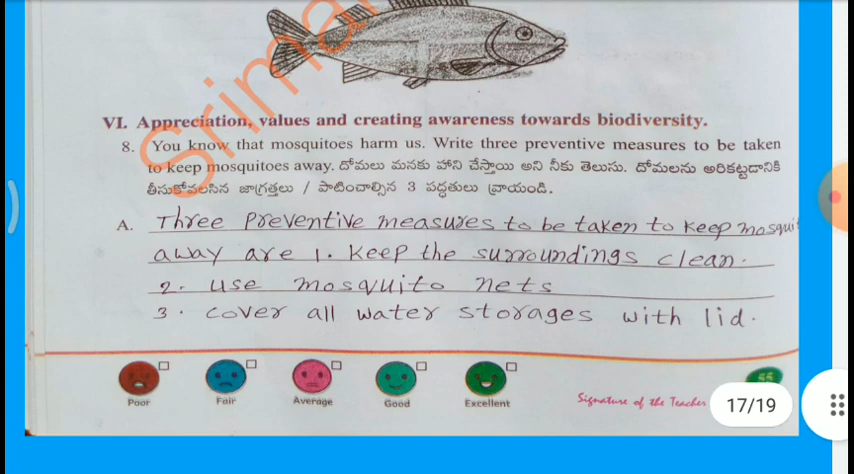 Srima
VI. Appreciation, values and creating awareness towards biodiversity.
8. You know that mosquitoes harm us. Write three preventive measures to be taken
to keep mosquitoes away. దోమలు మనకు హాని చేస్తాయి అని నీకు తెలుసు. దోమలను అరికట్టడానికి
తీసుకోవలసిన జాగ్రత్తలు / పాటించాల్సిన 3 పద్ధతులు వ్రాయండి.
A. Three preventive measures to be taken to keep mosquit
away are 1. keep the surroundings clean.
2. use mosquito nets
3. cover all water storages with lid.
Poor Fair Average Good Excellent
Signature of the Teacher
55
17/19